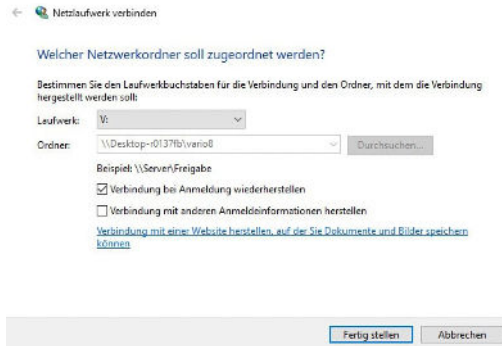 Netzlaufwerk verbinden
Welcher Netzwerkordner soll zugeordnet werden?
Bestimmen Sie den Laufwerkbuchstaben für die Verbindung und den Ordner, mit dem die Verbindung
hergestellt werden soll:
Laufwerk: V:
Ordner: \\Desktop-r0137fb\vario8 Durchsuchen...
Beispiel: \\Server\Freigabe
Verbindung bei Anmeldung wiederherstellen
Verbindung mit anderen Anmeldeinformationen herstellen
Verbindung mit einer Website herstellen, auf der Sie Dokumente und Bilder speichern
können
Fertig stellen Abbrechen